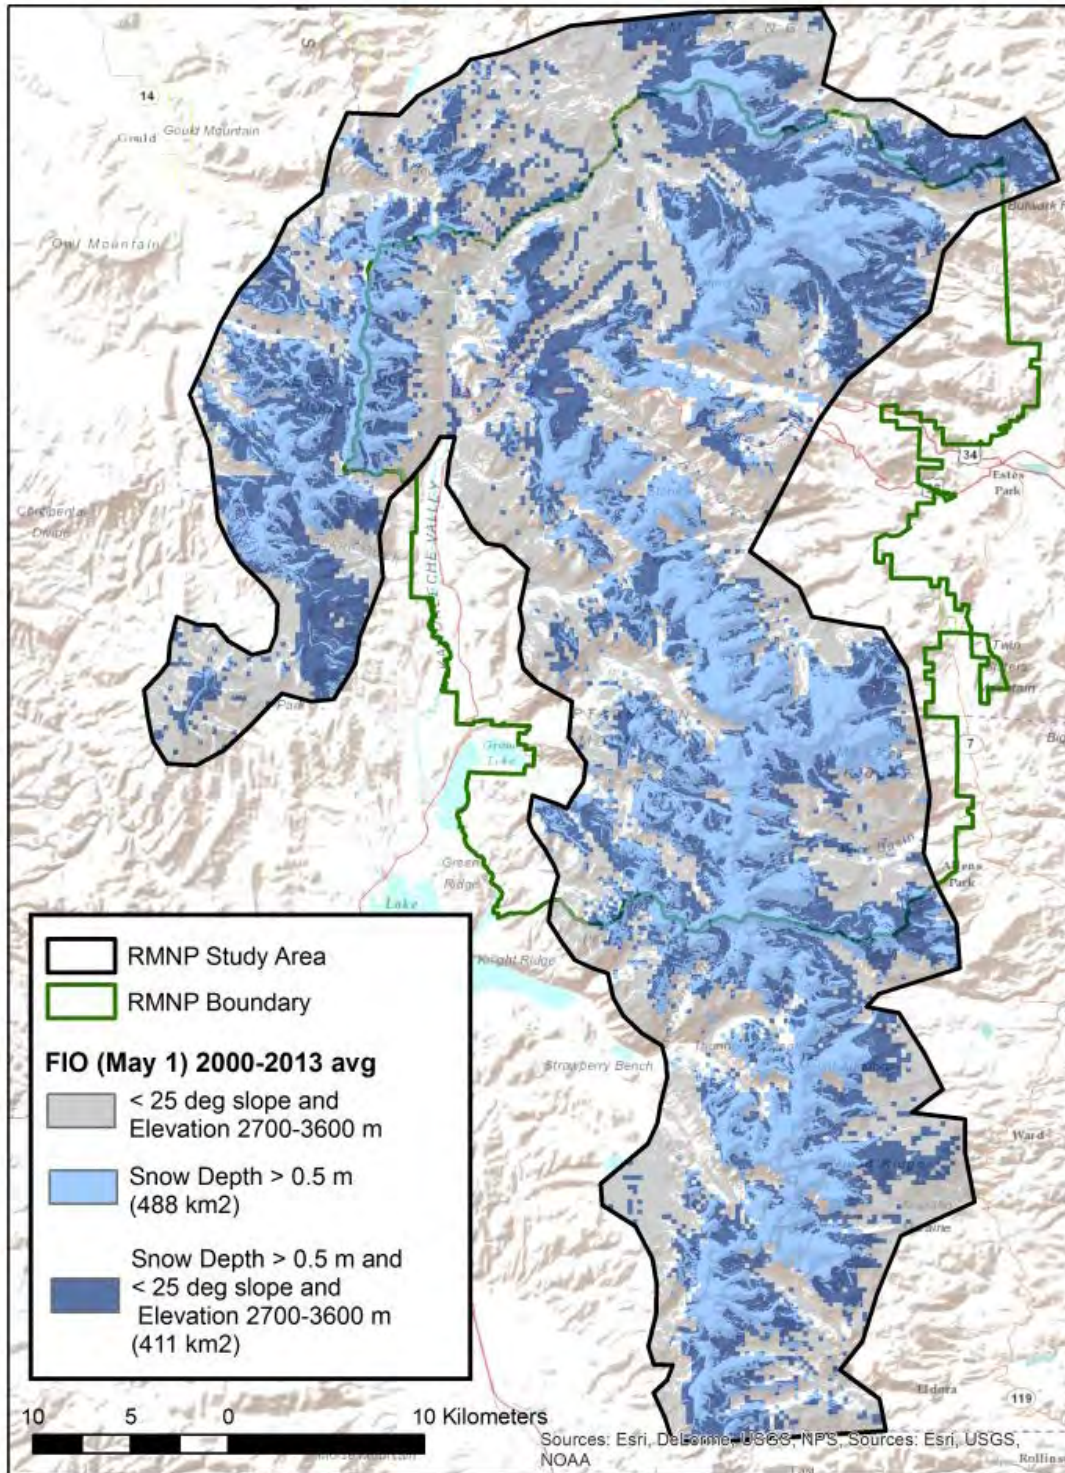 14
Gould
Gould Mountain
Owl Mountain
34
Estes
Park
Continental
Divide
Twin
7
Green
Ridge
Lake
Knight Ridge
Strawberry Bench
Ward
Eldora
119
RMNP Study Area
RMNP Boundary
FIO (May 1) 2000-2013 avg
< 25 deg slope and
Elevation 2700-3600 m
Snow Depth > 0.5 m
(488 km2)
Snow Depth > 0.5 m and
< 25 deg slope and
Elevation 2700-3600 m
(411 km2)
10 5 0 10 Kilometers
Sources: Esri, DeLorme, USGS, NPS, Sources: Esri, USGS,
NOAA